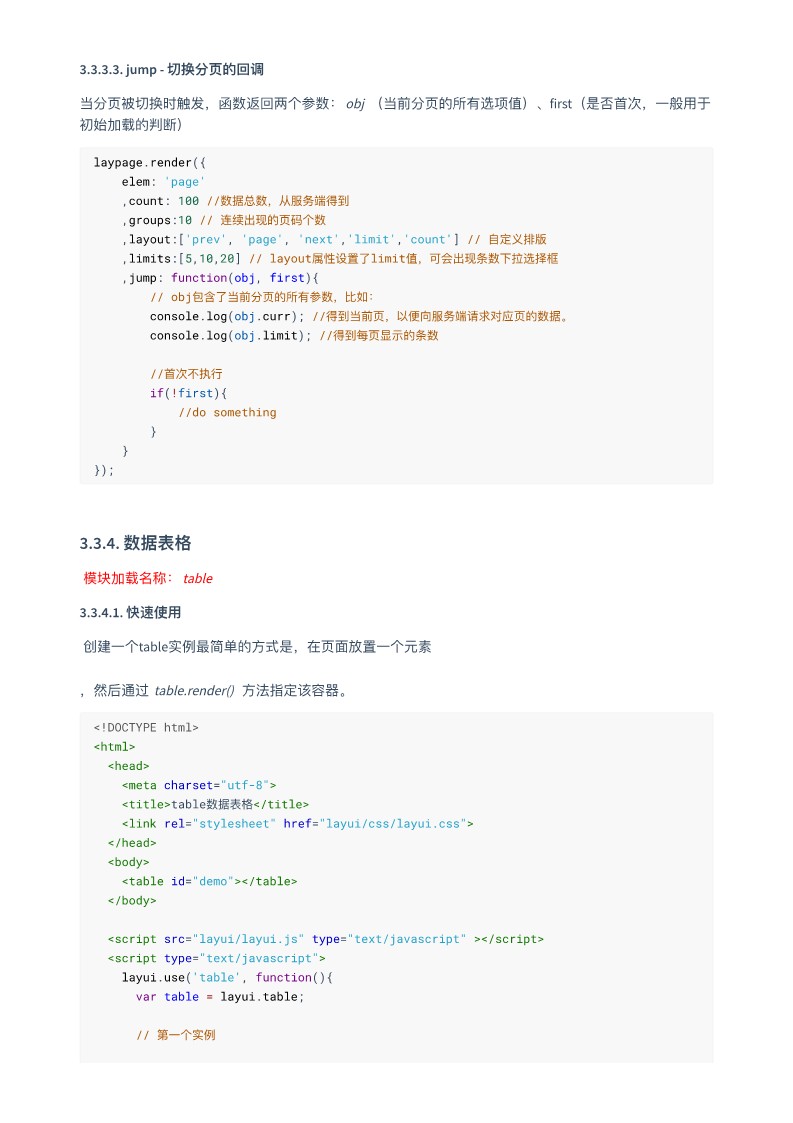 3.3.3.3. jump - 切换分页的回调
当分页被切换时触发，函数返回两个参数： obj （当前分页的所有选项值）、first（是否首次，一般用于
初始加载的判断）
laypage.render({
    elem: 'page'
    ,count: 100 //数据总数，从服务端得到
    ,groups:10 // 连续出现的页码个数
    ,layout:['prev', 'page', 'next','limit','count'] // 自定义排版
    ,limits:[5,10,20] // layout属性设置了limit值，可会出现条数下拉选择框
    ,jump: function(obj, first){
        // obj包含了当前分页的所有参数，比如：
        console.log(obj.curr); //得到当前页，以便向服务端请求对应页的数据。
        console.log(obj.limit); //得到每页显示的条数
        //首次不执行
        if(!first){
            //do something
        }
    }
});
3.3.4. 数据表格
模块加载名称： table
3.3.4.1. 快速使用
创建一个table实例最简单的方式是，在页面放置一个元素
，然后通过 table.render() 方法指定该容器。
<!DOCTYPE html>
<html>
  <head>
    <meta charset="utf-8">
    <title>table数据表格</title>
    <link rel="stylesheet" href="layui/css/layui.css">
  </head>
  <body>
    <table id="demo"></table>
  </body>
  <script src="layui/layui.js" type="text/javascript" ></script>
  <script type="text/javascript">
    layui.use('table', function(){
      var table = layui.table;
      // 第一个实例